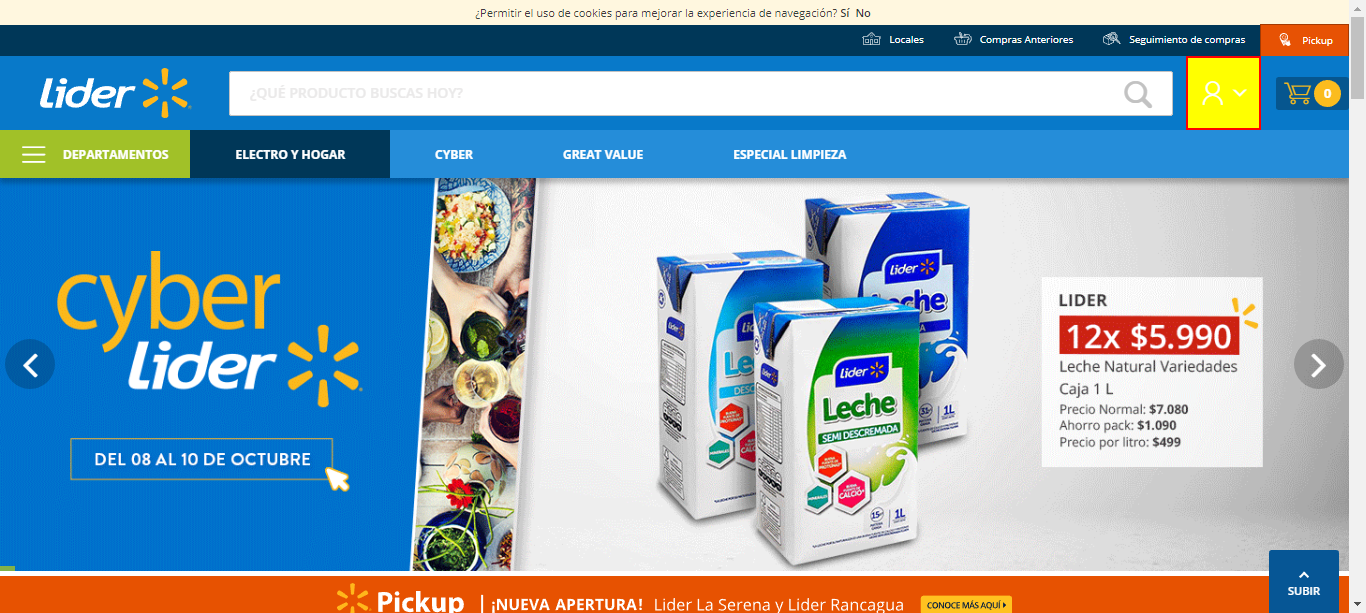 ¿Permitir el uso de cookies para mejorar la experiencia de navegación? Sí No
Locales
Compras Anteriores
Seguimiento de compras
Pickup
Lider
¿QUÉ PRODUCTO BUSCAS HOY?
0
DEPARTAMENTOS
ELECTRO Y HOGAR
CYBER
GREAT VALUE
ESPECIAL LIMPIEZA
cyber
lider
DEL 08 AL 10 DE OCTUBRE
lider
Leche
SEMI DESCREMADA
MINERALES
1L
LIDER
12x $5.990
Leche Natural Variedades
Caja 1 L
Precio Normal: $7.080
Ahorro pack: $1.090
Precio por litro: $499
SUBIR
Pickup | ¡NUEVA APERTURA! Lider La Serena y Lider Rancagua
CONOCE MÁS AQUÍ